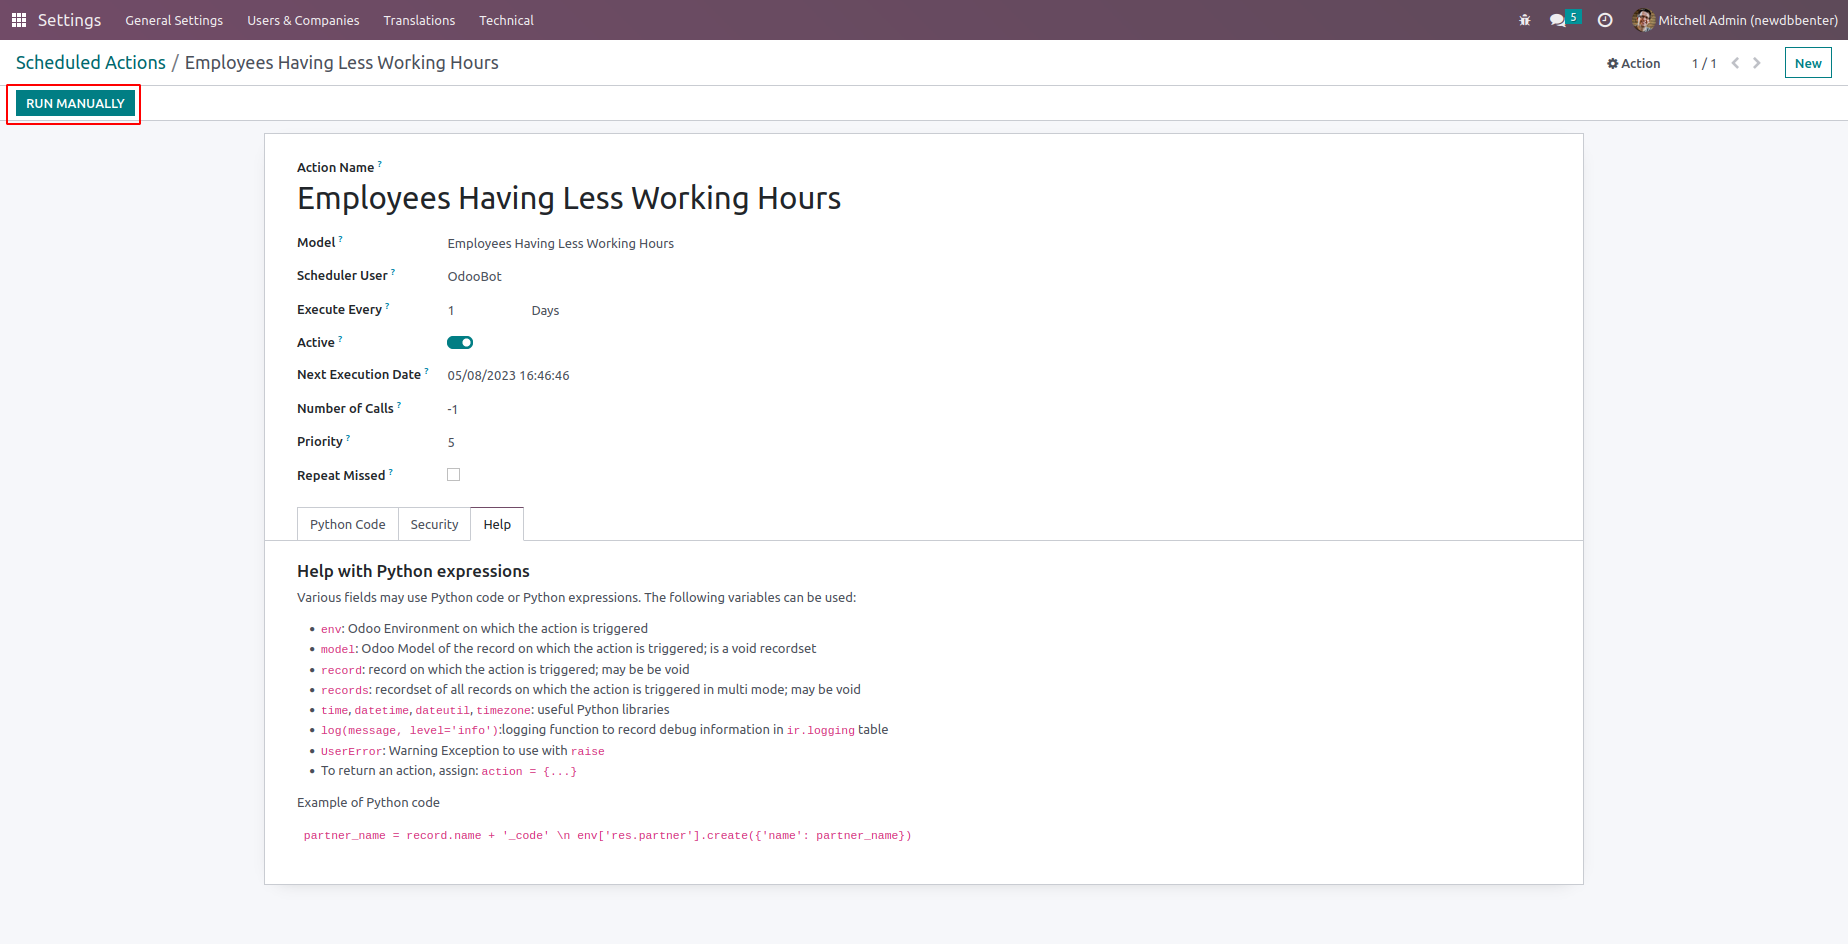 Settings General Settings Users & Companies Translations Technical 5 Mitchell Admin (newdbbenter)
Scheduled Actions / Employees Having Less Working Hours Action 1 / 1 New
RUN MANUALLY
Action Name ?
Employees Having Less Working Hours
Model ? Employees Having Less Working Hours
Scheduler User ? OdooBot
Execute Every ? 1 Days
Active ?
Next Execution Date ? 05/08/2023 16:46:46
Number of Calls ? -1
Priority ? 5
Repeat Missed ?
Python Code Security Help
Help with Python expressions
Various fields may use Python code or Python expressions. The following variables can be used:
• env: Odoo Environment on which the action is triggered
• model: Odoo Model of the record on which the action is triggered; is a void recordset
• record: record on which the action is triggered; may be be void
• records: recordset of all records on which the action is triggered in multi mode; may be void
• time, datetime, dateutil, timezone: useful Python libraries
• log(message, level='info'):logging function to record debug information in ir.logging table
• UserError: Warning Exception to use with raise
• To return an action, assign: action = {...}
Example of Python code
partner_name = record.name + '_code' \n env['res.partner'].create({'name': partner_name})